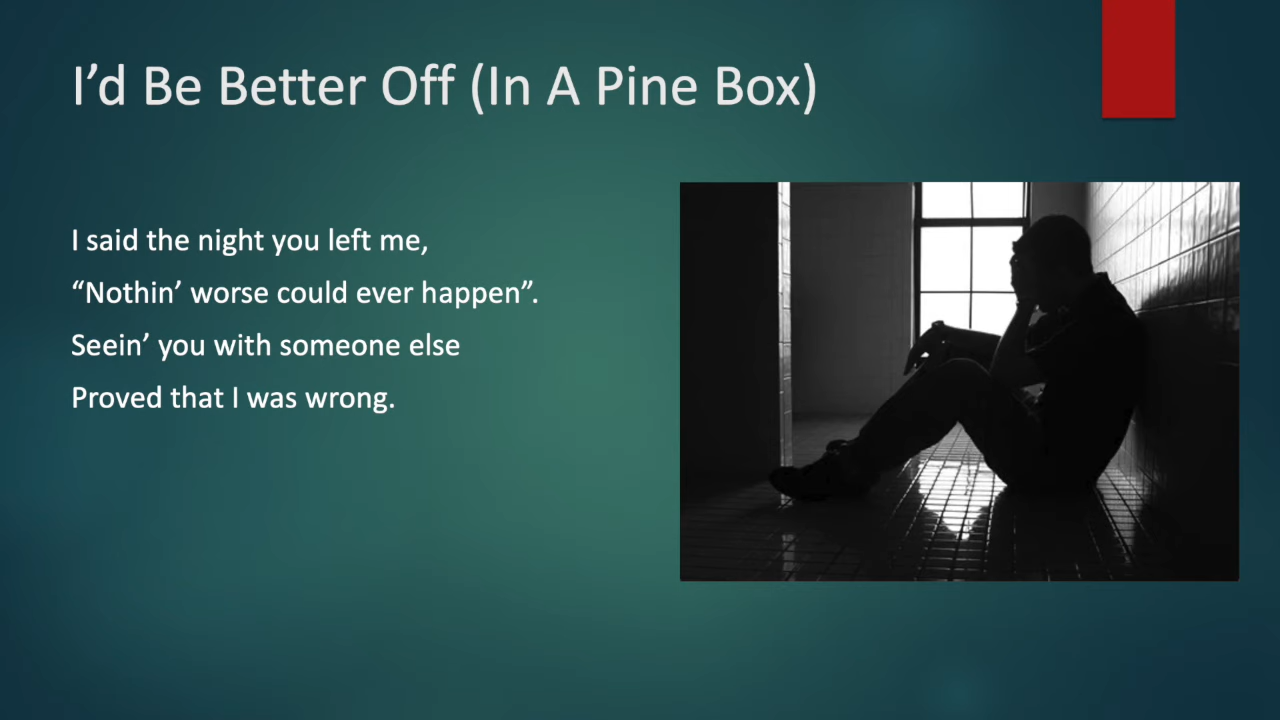 I’d Be Better Off (In A Pine Box)
I said the night you left me,
“Nothin’ worse could ever happen”.
Seein’ you with someone else
Proved that I was wrong.